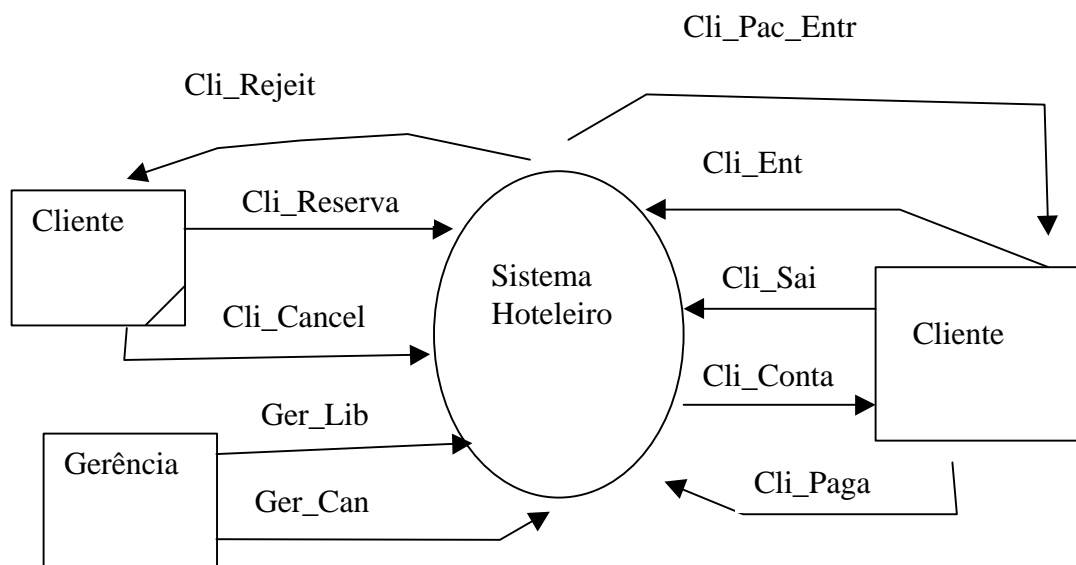 Cli_Pac_Entr
Cli_Rejeit
Cli_Ent
Cliente
Cli_Reserva
Sistema
Hoteleiro
Cli_Sai
Cli_Cancel
Cliente
Cli_Conta
Ger_Lib
Gerência
Cli_Paga
Ger_Can